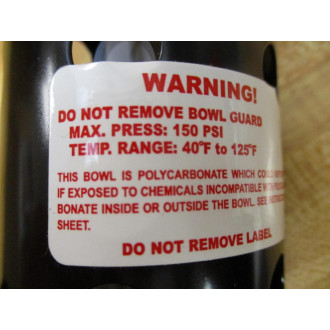 WARNING!
DO NOT REMOVE BOWL GUARD
MAX. PRESS: 150 PSI
TEMP. RANGE: 40°F to 125°F
THIS BOWL IS POLYCARBONATE WHICH COULD
IF EXPOSED TO CHEMICALS INCOMPATIBLE WITH
BONATE INSIDE OR OUTSIDE THE BOWL. SEE
SHEET.
DO NOT REMOVE LABEL